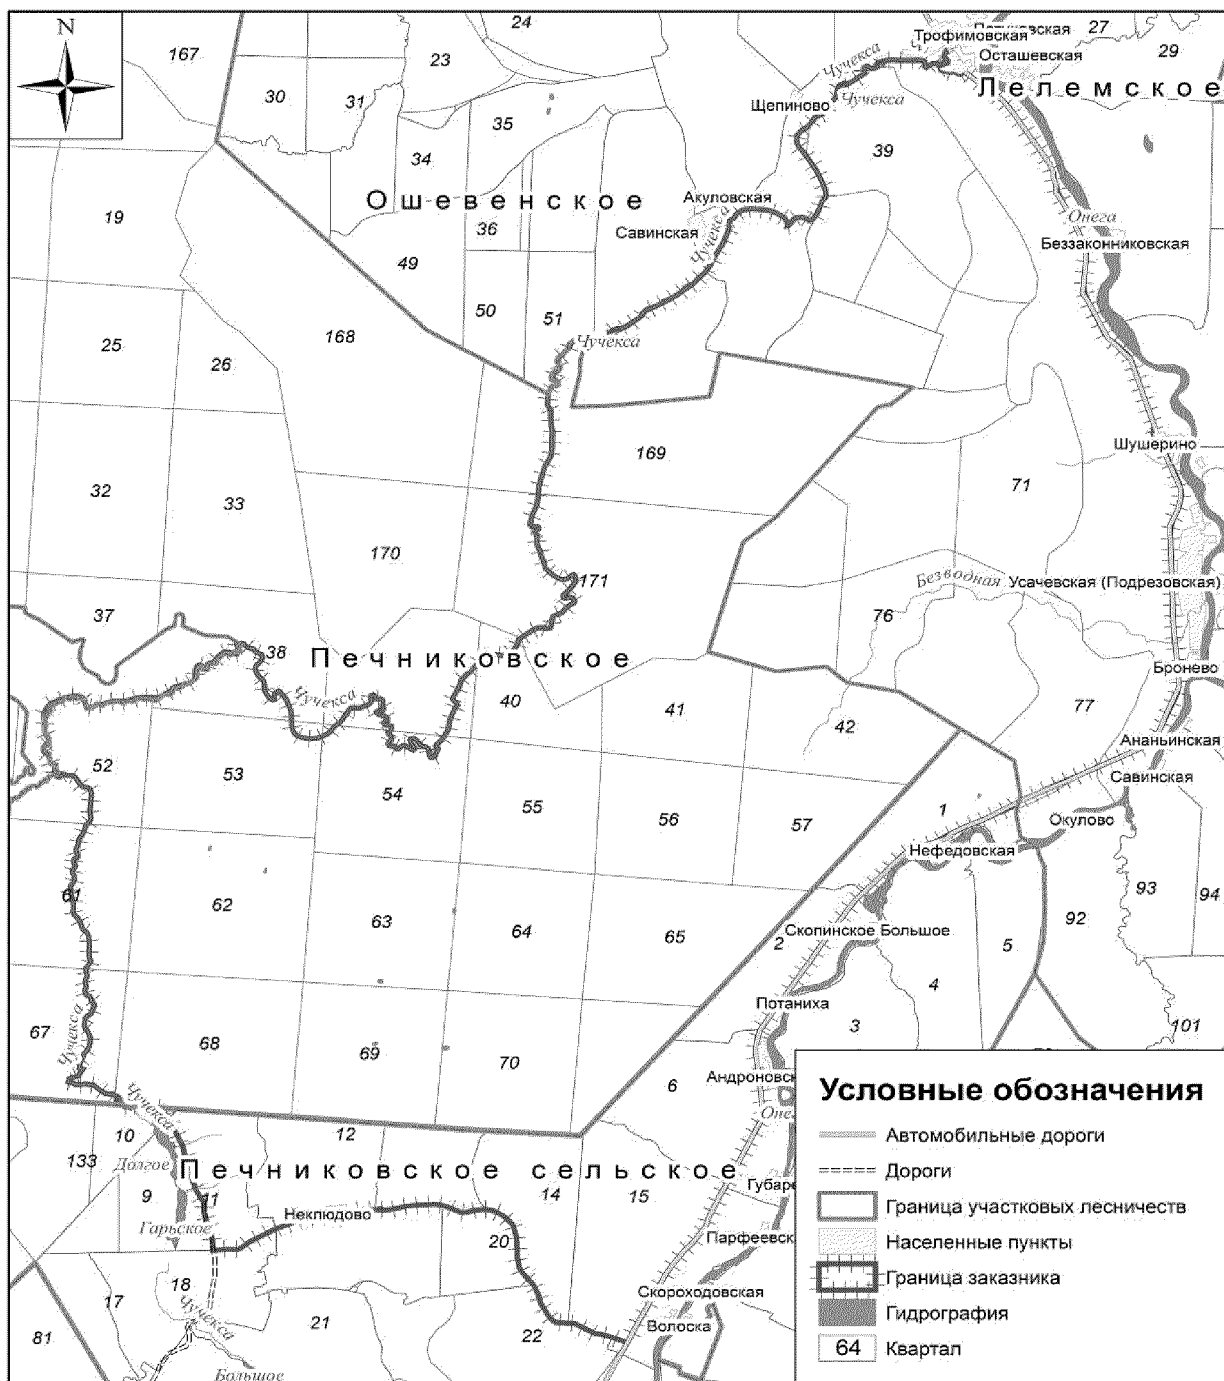 N
24
27
Трофимовская
167
Чучекса
29
23
Осташевская
Лелемское
30
31
Чучекса
Щепиново
35
39
34
Ошевенское
Акуловская
19
36
Савинская
Чучекса
Онега
Беззаконниковская
49
50
51
168
Чучекса
25
26
Шушерино
169
71
32
33
170
171
Безводная
Усачевская (Подрезовская)
37
76
38
Печниковское
Бронево
Чучекса
40
41
77
42
Ананьинская
52
53
Савинская
54
55
56
57
1
Окулово
Нефедовская
61
62
63
64
65
93
94
92
2
Скопинское Большое
5
4
Потаниха
67
Чучекса
68
69
70
3
101
6
Андроновск
Чучекса
Онег
10
12
133
Долгое
Печниковское сельское
9
11
14
15
Губаре
Гарьское
Неклюдово
20
Парфеевск
18
17
Чучекса
Скороходовская
21
22
Волоска
81
Большое
Условные обозначения
Автомобильные дороги
Дороги
Граница участковых лесничеств
Населенные пункты
Граница заказника
Гидрография
64 Квартал